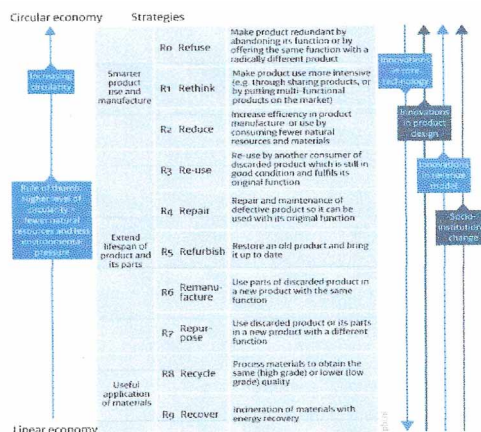 Circular economy
Strategies
Increasing
circularity
Rule of thumb:
Higher level of
circularity =
fewer natural
resources and less
environmental
pressure
Linear economy
Smarter
product
use and
manufacture
R0 Refuse
Make product redundant by
abandoning its function or by
offering the same function with a
radically different product
R1 Rethink
Make product use more intensive
(e.g. through sharing products, or
by putting multi-functional
products on the market)
R2 Reduce
Increase efficiency in product
manufacture or use by
consuming fewer natural
resources and materials
Extend
lifespan of
product and
its parts
R3 Re-use
Re-use by another consumer of
discarded product which is still in
good condition and fulfils its
original function
R4 Repair
Repair and maintenance of
defective product so it can be
used with its original function
R5 Refurbish
Restore an old product and bring
it up to date
R6 Remanu-
facture
Use parts of discarded product in
a new product with the same
function
R7 Repur-
pose
Use discarded product or its parts
in a new product with a different
function
Useful
application
of materials
R8 Recycle
Process materials to obtain the
same (high grade) or lower (low
grade) quality
R9 Recover
Incineration of materials with
energy recovery
Innovations
in core
technology
Innovations
in product
design
Innovations
in revenue
model
Socio-
institution
change